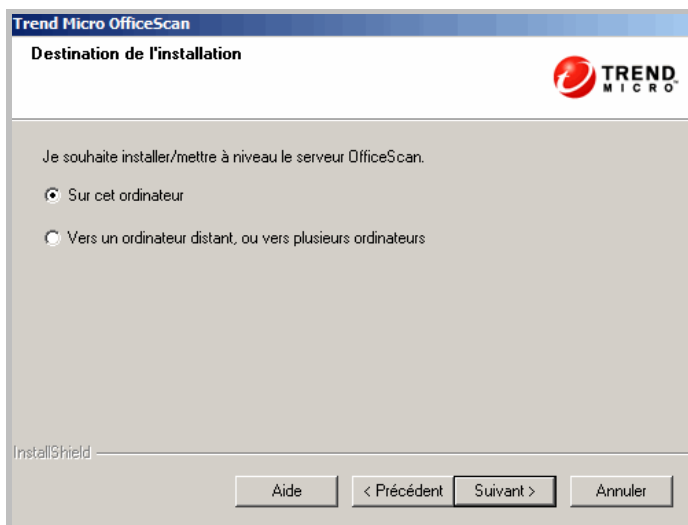 Trend Micro OfficeScan
Destination de l'installation
TREND
MICRO™
Je souhaite installer/mettre à niveau le serveur OfficeScan.
Sur cet ordinateur
Vers un ordinateur distant, ou vers plusieurs ordinateurs
InstallShield
Aide
< Précédent
Suivant >
Annuler